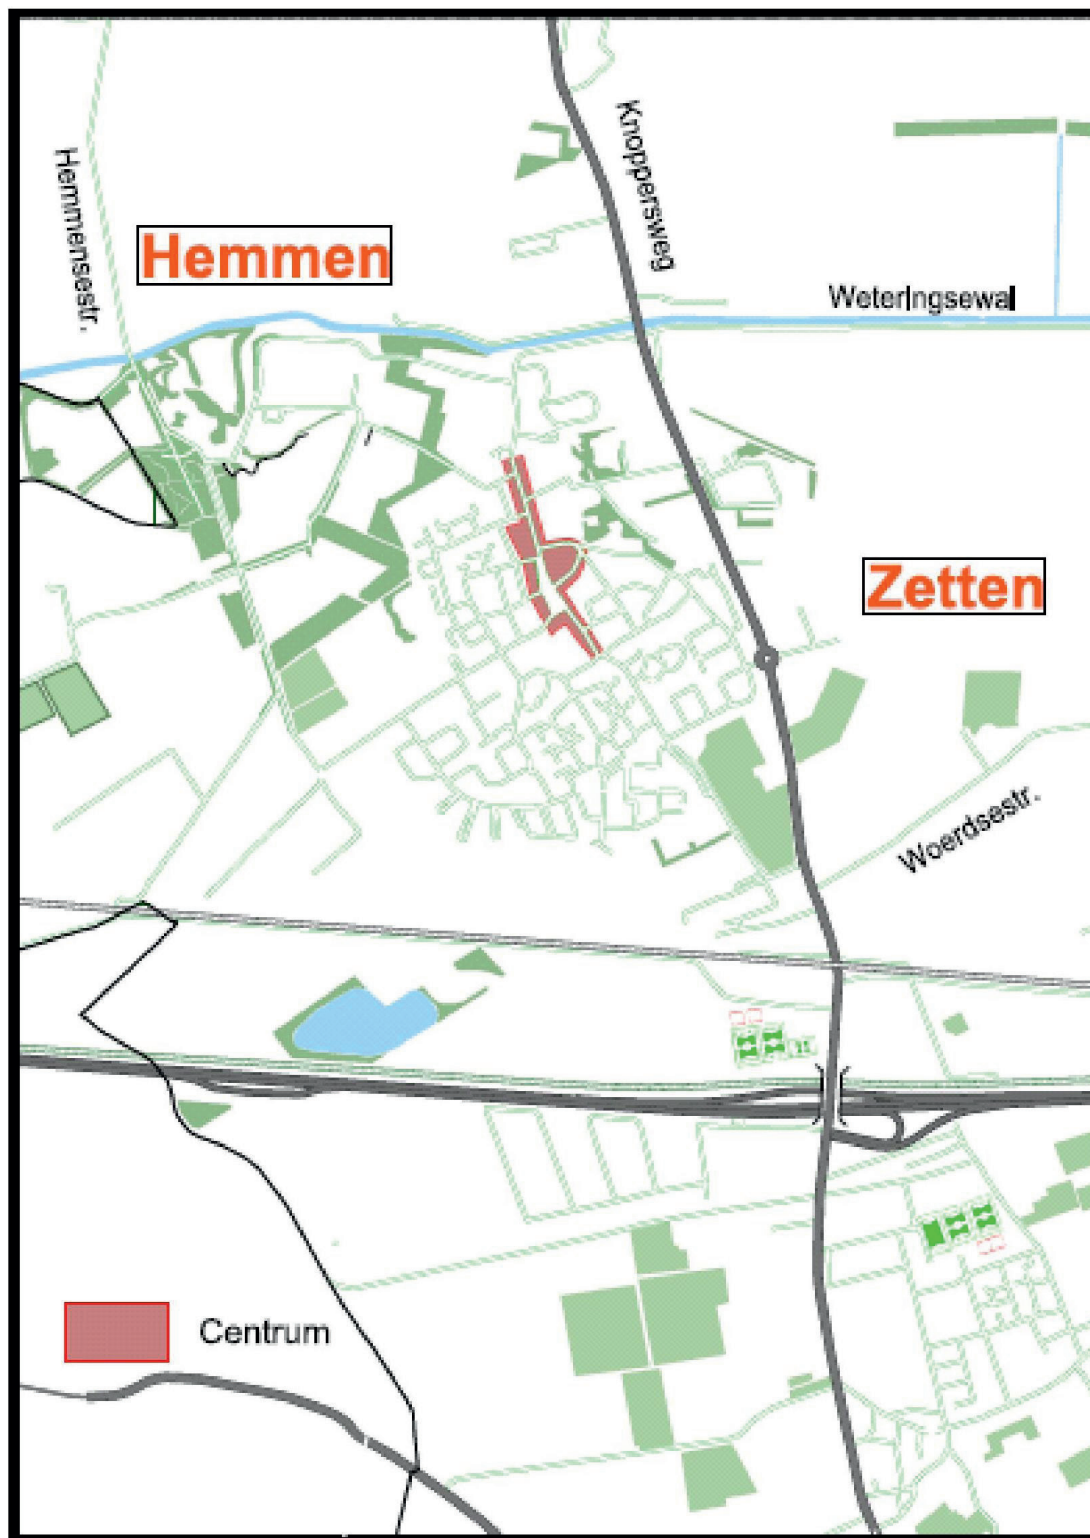 Knoppersweg
Hemmensestr.
Hemmen
Weteringsewal
Zetten
Woerdsestr.
Centrum